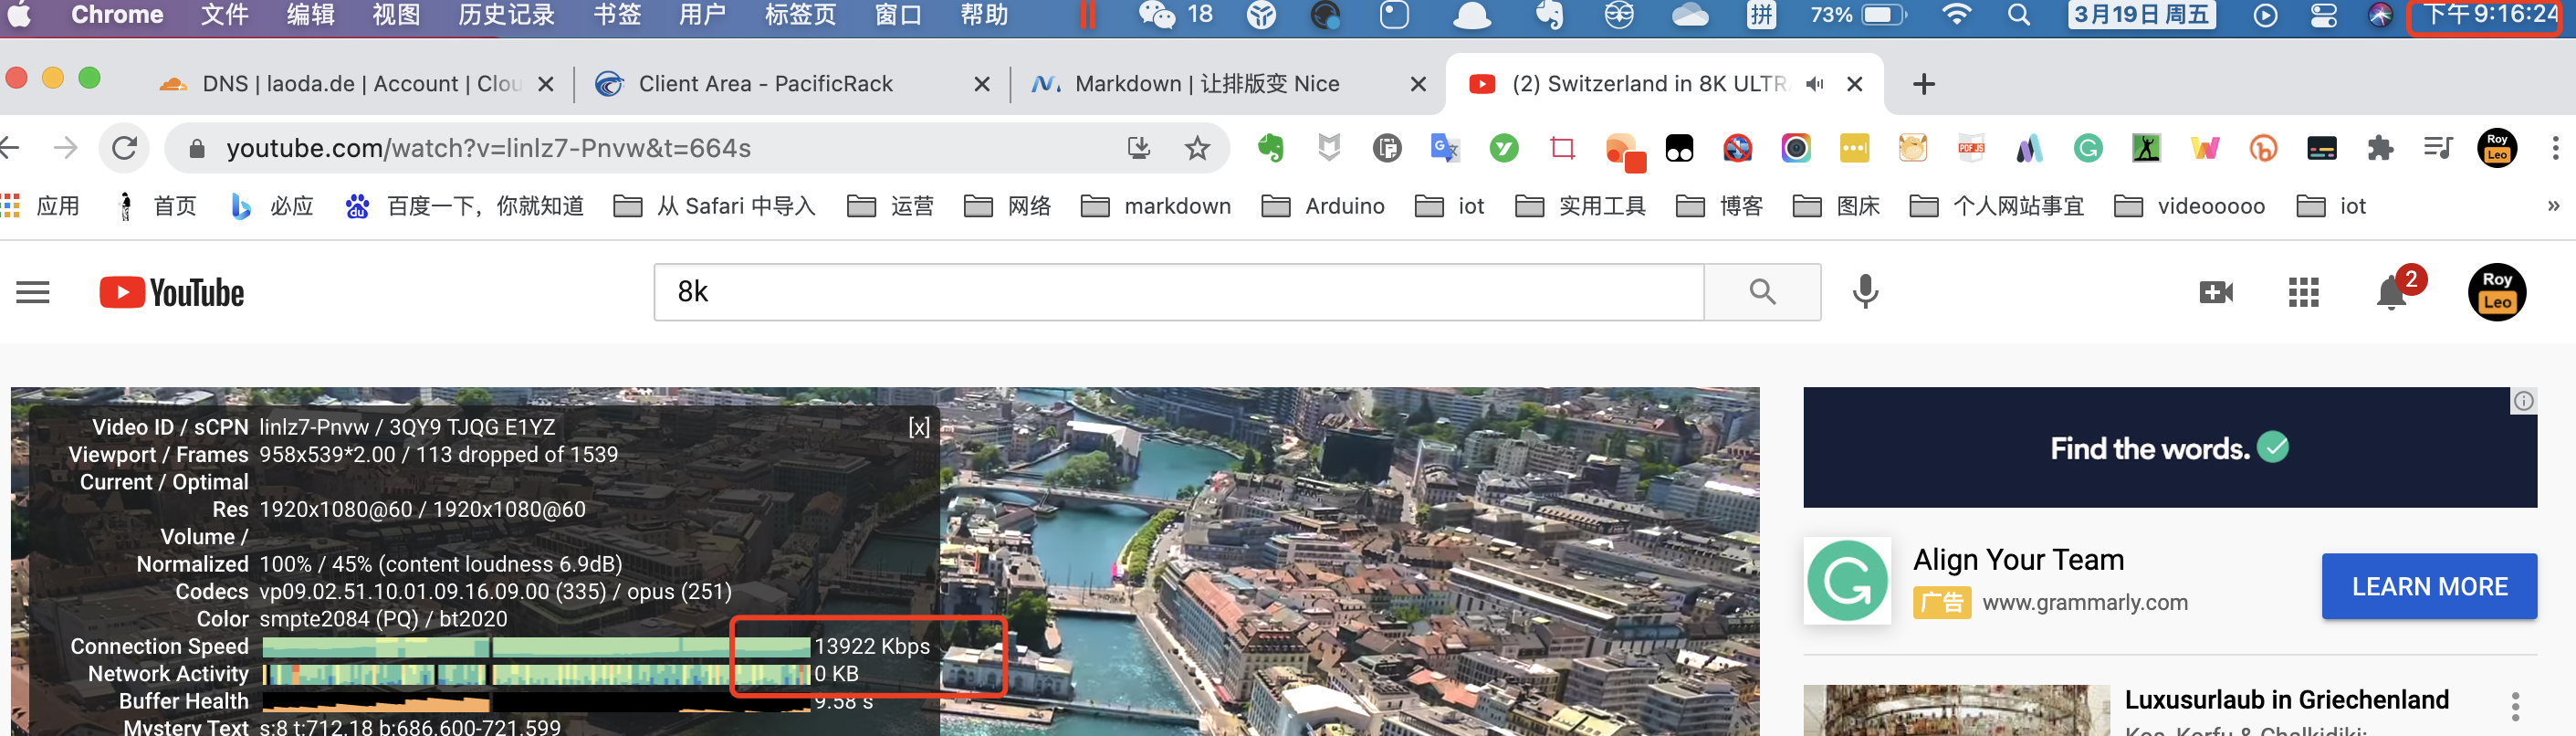 Chrome 文件 编辑 视图 历史记录 书签 用户 标签页 窗口 帮助 18 拼 73% 3月19日 周五 下午9:16:24
DNS | laoda.de | Account | Clou
Client Area - PacificRack
Markdown | 让排版变 Nice
(2) Switzerland in 8K ULTR
youtube.com/watch?v=linlz7-Pnvw&t=664s
应用 首页 必应 百度一下，你就知道 从 Safari 中导入 运营 网络 markdown Arduino iot 实用工具 博客 图床 个人网站事宜 videooooo iot »
YouTube
8k
2
Roy
Leo
Video ID / sCPN linlz7-Pnvw / 3QY9 TJQG E1YZ [x]
Viewport / Frames 958x539*2.00 / 113 dropped of 1539
Current / Optimal
Res 1920x1080@60 / 1920x1080@60
Volume /
Normalized 100% / 45% (content loudness 6.9dB)
Codecs vp09.02.51.10.01.09.16.09.00 (335) / opus (251)
Color smpte2084 (PQ) / bt2020
Connection Speed 13922 Kbps
Network Activity 0 KB
Buffer Health 9.58 s
Mystery Text s:8 t:712.18 b:686.600-721.599
Find the words.
Align Your Team
广告 www.grammarly.com
LEARN MORE
Luxusurlaub in Griechenland
Kos, Korfu & Chalkidiki: